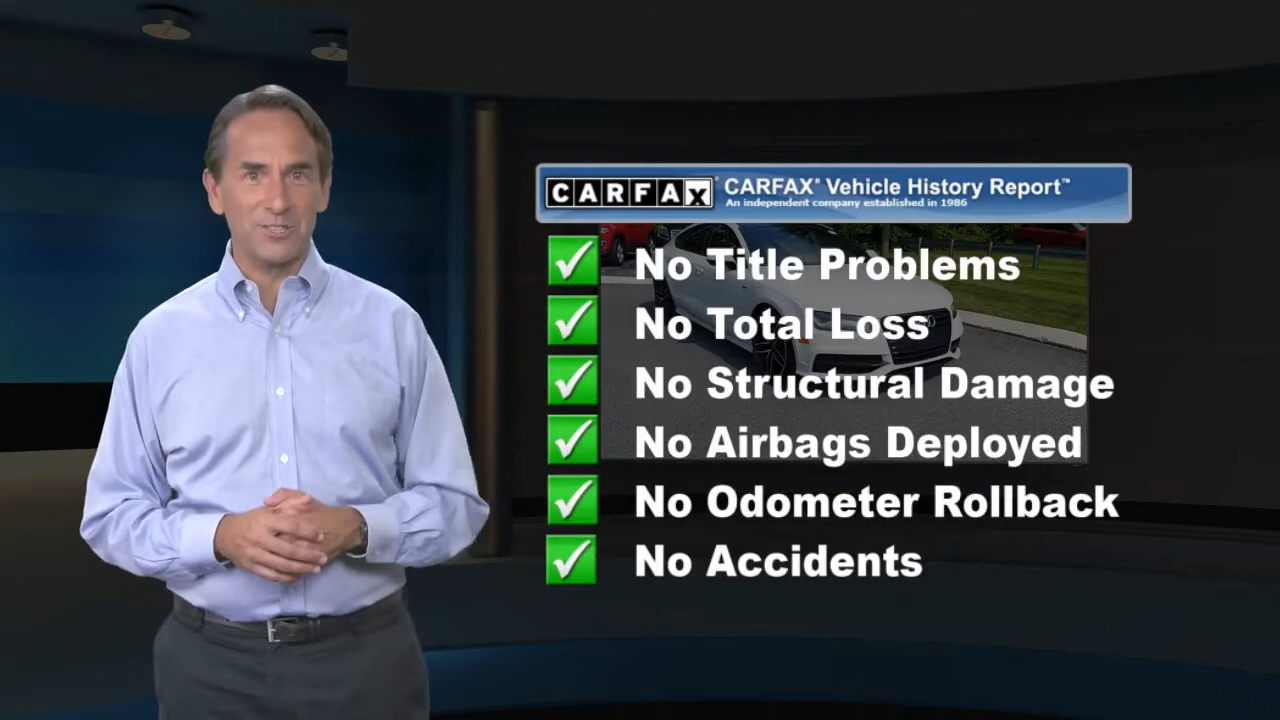 CARFAX
CARFAX® Vehicle History Report™
An independent company established in 1986
No Title Problems
No Total Loss
No Structural Damage
No Airbags Deployed
No Odometer Rollback
No Accidents